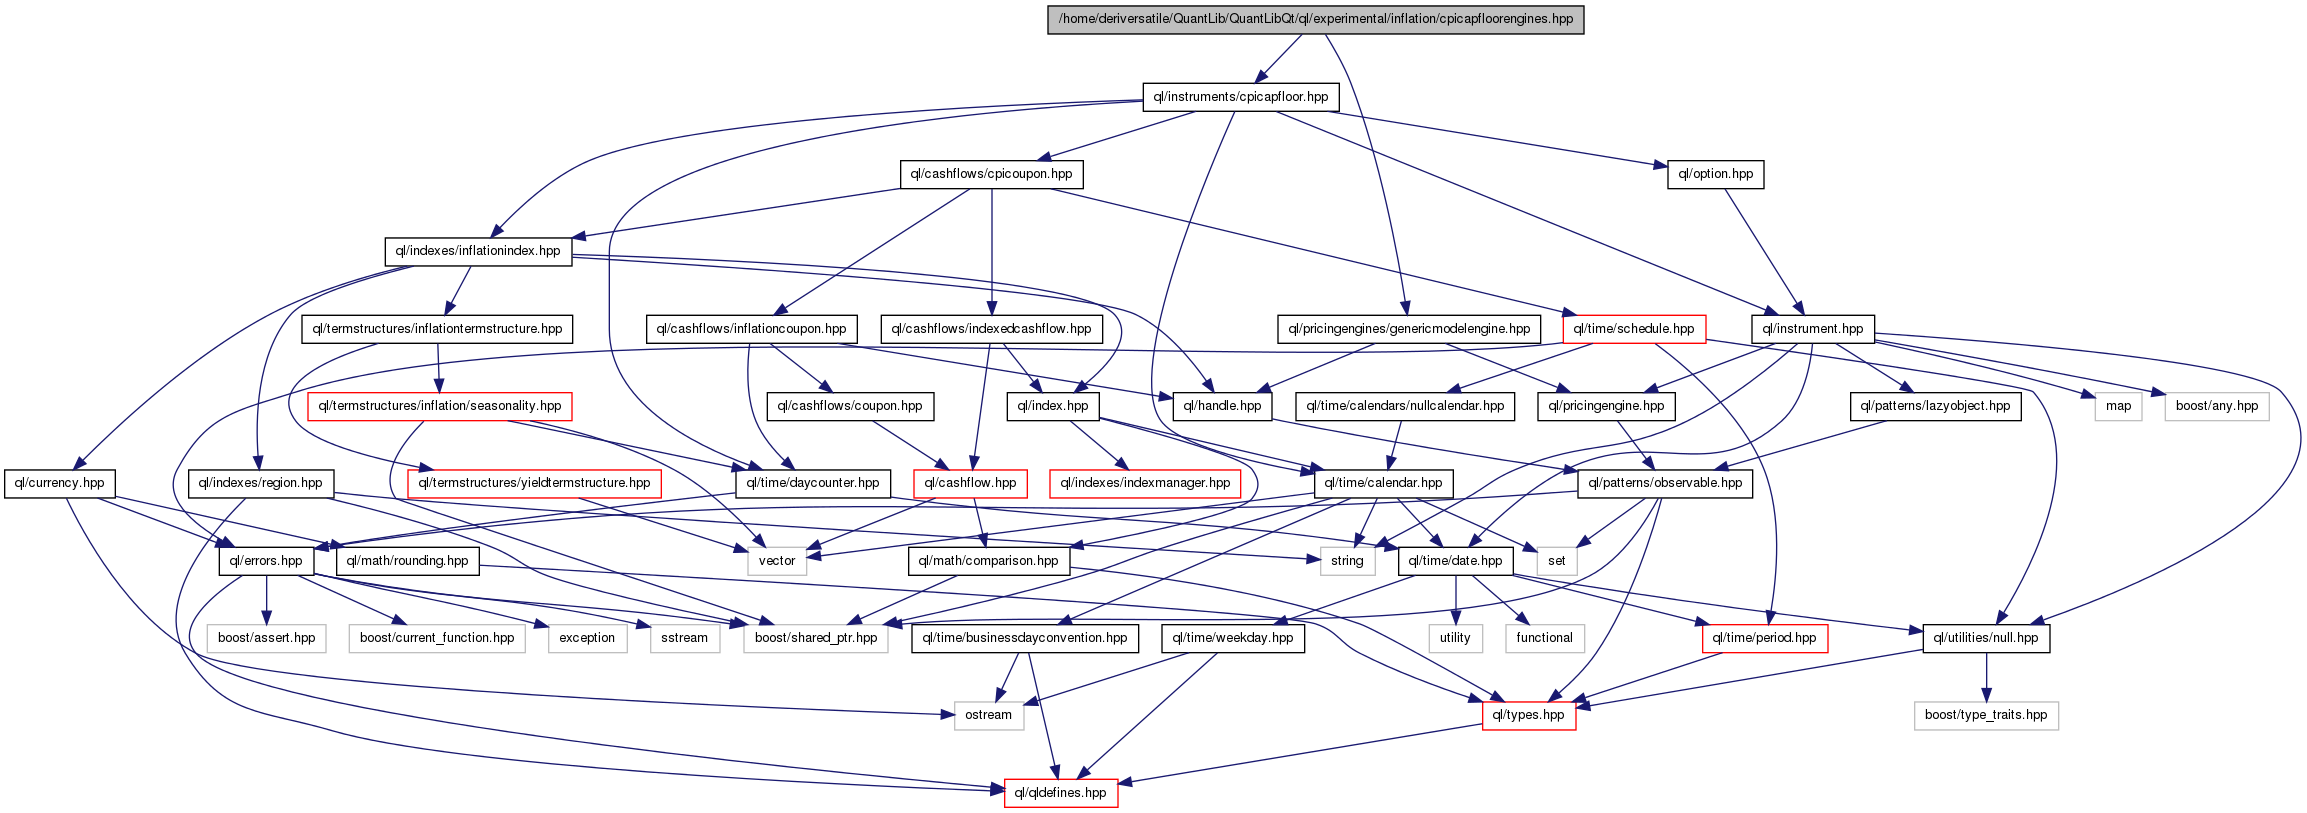 /home/deriversatile/QuantLib/QuantLibQt/ql/experimental/inflation/cpicapfloorengines.hpp
ql/instruments/cpicapfloor.hpp
ql/cashflows/cpicoupon.hpp
ql/option.hpp
ql/indexes/inflationindex.hpp
ql/termstructures/inflationtermstructure.hpp
ql/cashflows/inflationcoupon.hpp
ql/cashflows/indexedcashflow.hpp
ql/pricingengines/genericmodelengine.hpp
ql/time/schedule.hpp
ql/instrument.hpp
ql/termstructures/inflation/seasonality.hpp
ql/cashflows/coupon.hpp
ql/index.hpp
ql/handle.hpp
ql/time/calendars/nullcalendar.hpp
ql/pricingengine.hpp
ql/patterns/lazyobject.hpp
map
boost/any.hpp
ql/currency.hpp
ql/indexes/region.hpp
ql/termstructures/yieldtermstructure.hpp
ql/time/daycounter.hpp
ql/cashflow.hpp
ql/indexes/indexmanager.hpp
ql/time/calendar.hpp
ql/patterns/observable.hpp
ql/errors.hpp
ql/math/rounding.hpp
vector
ql/math/comparison.hpp
string
ql/time/date.hpp
set
boost/assert.hpp
boost/current_function.hpp
exception
sstream
boost/shared_ptr.hpp
ql/time/businessdayconvention.hpp
ql/time/weekday.hpp
utility
functional
ql/time/period.hpp
ql/utilities/null.hpp
ostream
ql/types.hpp
boost/type_traits.hpp
ql/qldefines.hpp